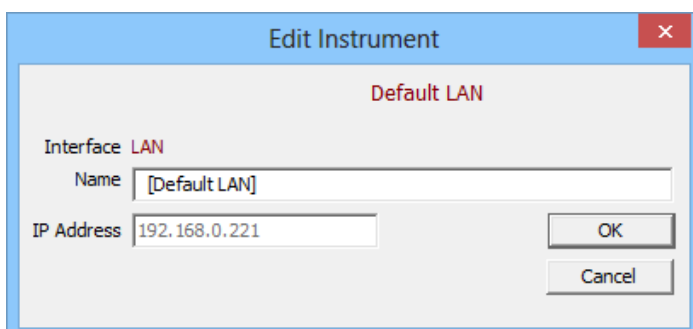 Edit Instrument
Default LAN
Interface LAN
Name [Default LAN]
IP Address 192.168.0.221
OK
Cancel